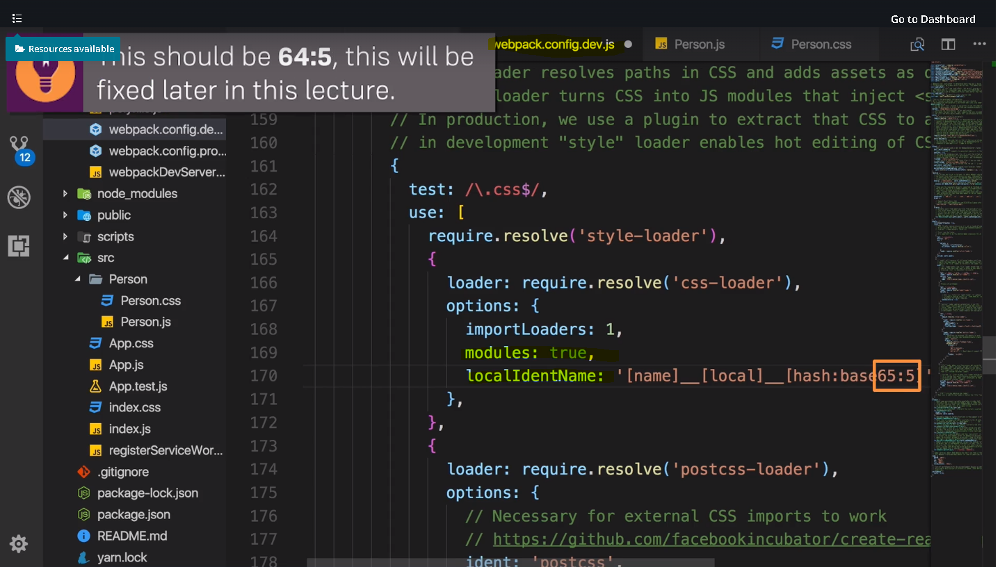 Go to Dashboard
Resources available
This should be 64:5, this will be
fixed later in this lecture.
webpack.config.dev.js
Person.js
Person.css
webpack.config.de...
webpack.config.pro...
webpackDevServer...
node_modules
public
scripts
src
Person
Person.css
Person.js
App.css
App.js
App.test.js
index.css
index.js
registerServiceWor...
.gitignore
package-lock.json
package.json
README.md
yarn.lock
12
resolves paths in CSS and adds assets as
loader turns CSS into JS modules that inject
159 // In production, we use a plugin to extract that CSS to a
160 // in development "style" loader enables hot editing of CS
161 {
162 test: /\.css$/,
163 use: [
164 require.resolve('style-loader'),
165 {
166 loader: require.resolve('css-loader'),
167 options: {
168 importLoaders: 1,
169 modules: true,
170 localIdentName: '[name]__[local]__[hash:base65:5]'
171 },
172 },
173 {
174 loader: require.resolve('postcss-loader'),
175 options: {
176 // Necessary for external CSS imports to work
177 // https://github.com/facebookincubator/create-rea
178 ident: 'postcss',